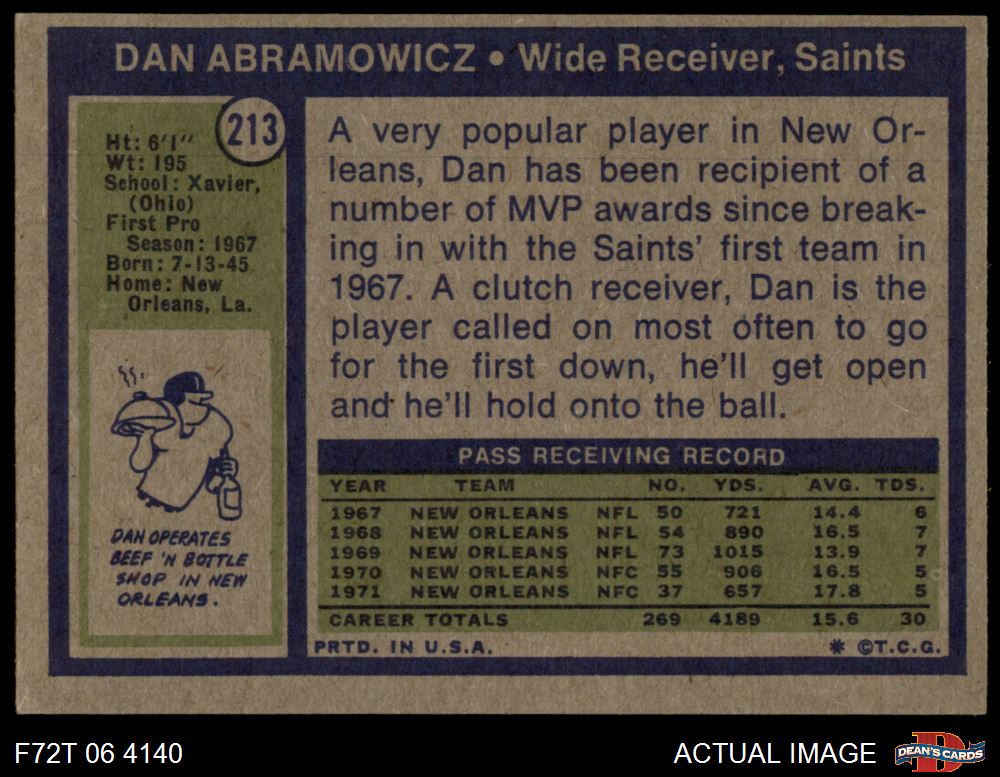 DAN ABRAMOWICZ • Wide Receiver, Saints
213
Ht: 6'1"
Wt: 195
School: Xavier,
(Ohio)
First Pro
Season: 1967
Born: 7-13-45
Home: New
Orleans, La.
DAN OPERATES
BEEF 'N BOTTLE
SHOP IN NEW
ORLEANS.
A very popular player in New Or-
leans, Dan has been recipient of a
number of MVP awards since break-
ing in with the Saints' first team in
1967. A clutch receiver, Dan is the
player called on most often to go
for the first down, he'll get open
and he'll hold onto the ball.
PASS RECEIVING RECORD
YEAR TEAM NO. YDS. AVG. TDS.
1967 NEW ORLEANS NFL 50 721 14.4 6
1968 NEW ORLEANS NFL 54 890 16.5 7
1969 NEW ORLEANS NFL 73 1015 13.9 7
1970 NEW ORLEANS NFC 55 906 16.5 5
1971 NEW ORLEANS NFC 37 657 17.8 5
CAREER TOTALS 269 4189 15.6 30
PRTD. IN U.S.A. * ©T.C.G.
F72T 06 4140 ACTUAL IMAGE
D
DEAN'S CARDS